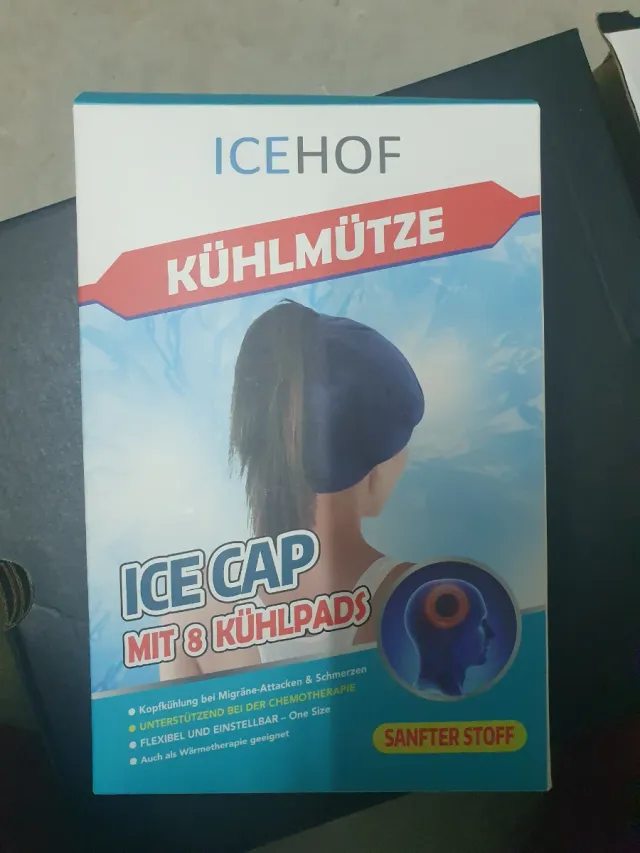 ICEHOF
KÜHLMÜTZE
ICE CAP
MIT 8 KÜHLPADS
Kopfkühlung bei Migräne-Attacken & Schmerzen
UNTERSTÜTZEND BEI DER CHEMOTHERAPIE
FLEXIBEL UND EINSTELLBAR – One Size
Auch als Wärmotherapie geeignet
SANFTER STOFF